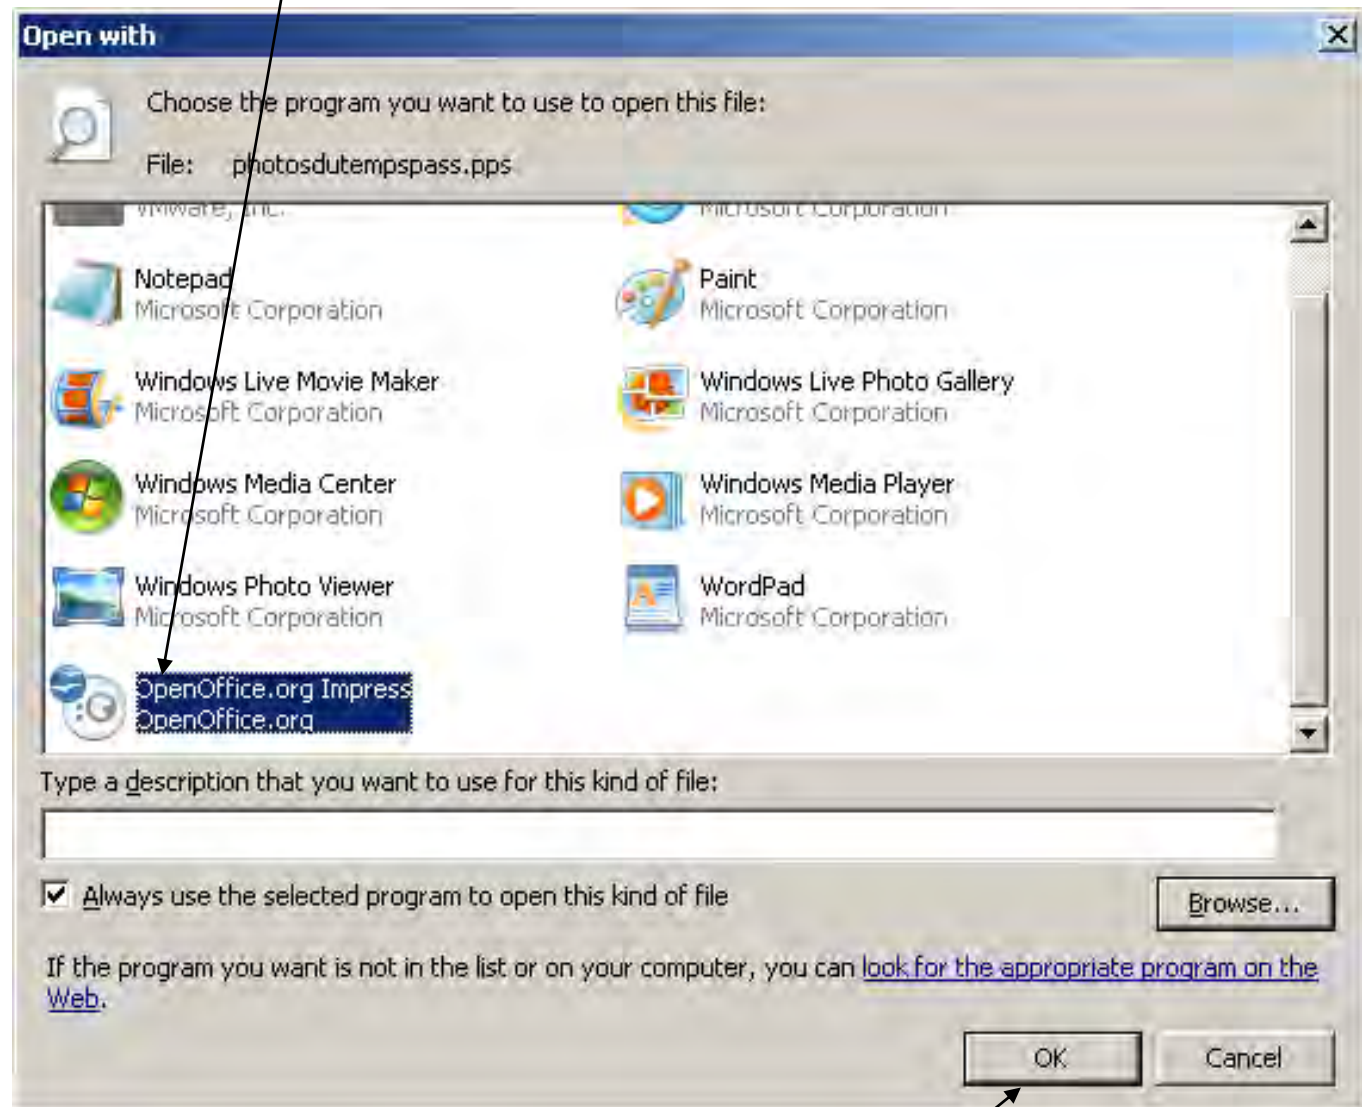 Open with
Choose the program you want to use to open this file:
File: photosdutempspass.pps
VMware, Inc.
Microsoft Corporation
Notepad
Microsoft Corporation
Paint
Microsoft Corporation
Windows Live Movie Maker
Microsoft Corporation
Windows Live Photo Gallery
Microsoft Corporation
Windows Media Center
Microsoft Corporation
Windows Media Player
Microsoft Corporation
Windows Photo Viewer
Microsoft Corporation
WordPad
Microsoft Corporation
OpenOffice.org Impress
OpenOffice.org
Type a description that you want to use for this kind of file:
Always use the selected program to open this kind of file
Browse...
If the program you want is not in the list or on your computer, you can look for the appropriate program on the
Web.
OK
Cancel